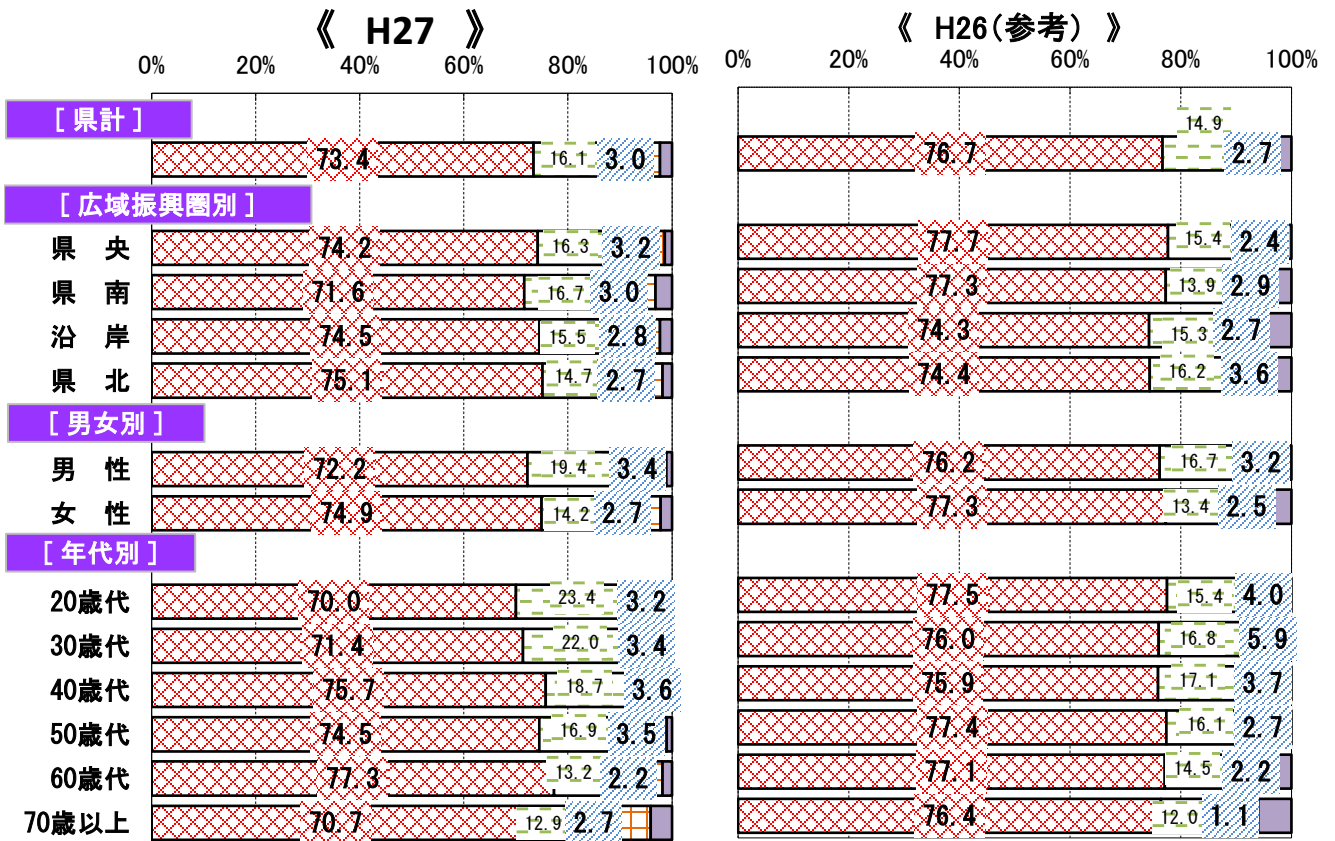 《 H27 》 《 H26(参考) 》
0% 20% 40% 60% 80% 100% 0% 20% 40% 60% 80% 100%
[ 県計 ]
73.4 16.1 3.0 76.7 14.9 2.7
[ 広域振興圏別 ]
県 央 74.2 16.3 3.2 77.7 15.4 2.4
県 南 71.6 16.7 3.0 77.3 13.9 2.9
沿 岸 74.5 15.5 2.8 74.3 15.3 2.7
県 北 75.1 14.7 2.7 74.4 16.2 3.6
[ 男女別 ]
男 性 72.2 19.4 3.4 76.2 16.7 3.2
女 性 74.9 14.2 2.7 77.3 13.4 2.5
[ 年代別 ]
20歳代 70.0 23.4 3.2 77.5 15.4 4.0
30歳代 71.4 22.0 3.4 76.0 16.8 5.9
40歳代 75.7 18.7 3.6 75.9 17.1 3.7
50歳代 74.5 16.9 3.5 77.4 16.1 2.7
60歳代 77.3 13.2 2.2 77.1 14.5 2.2
70歳以上 70.7 12.9 2.7 76.4 12.0 1.1